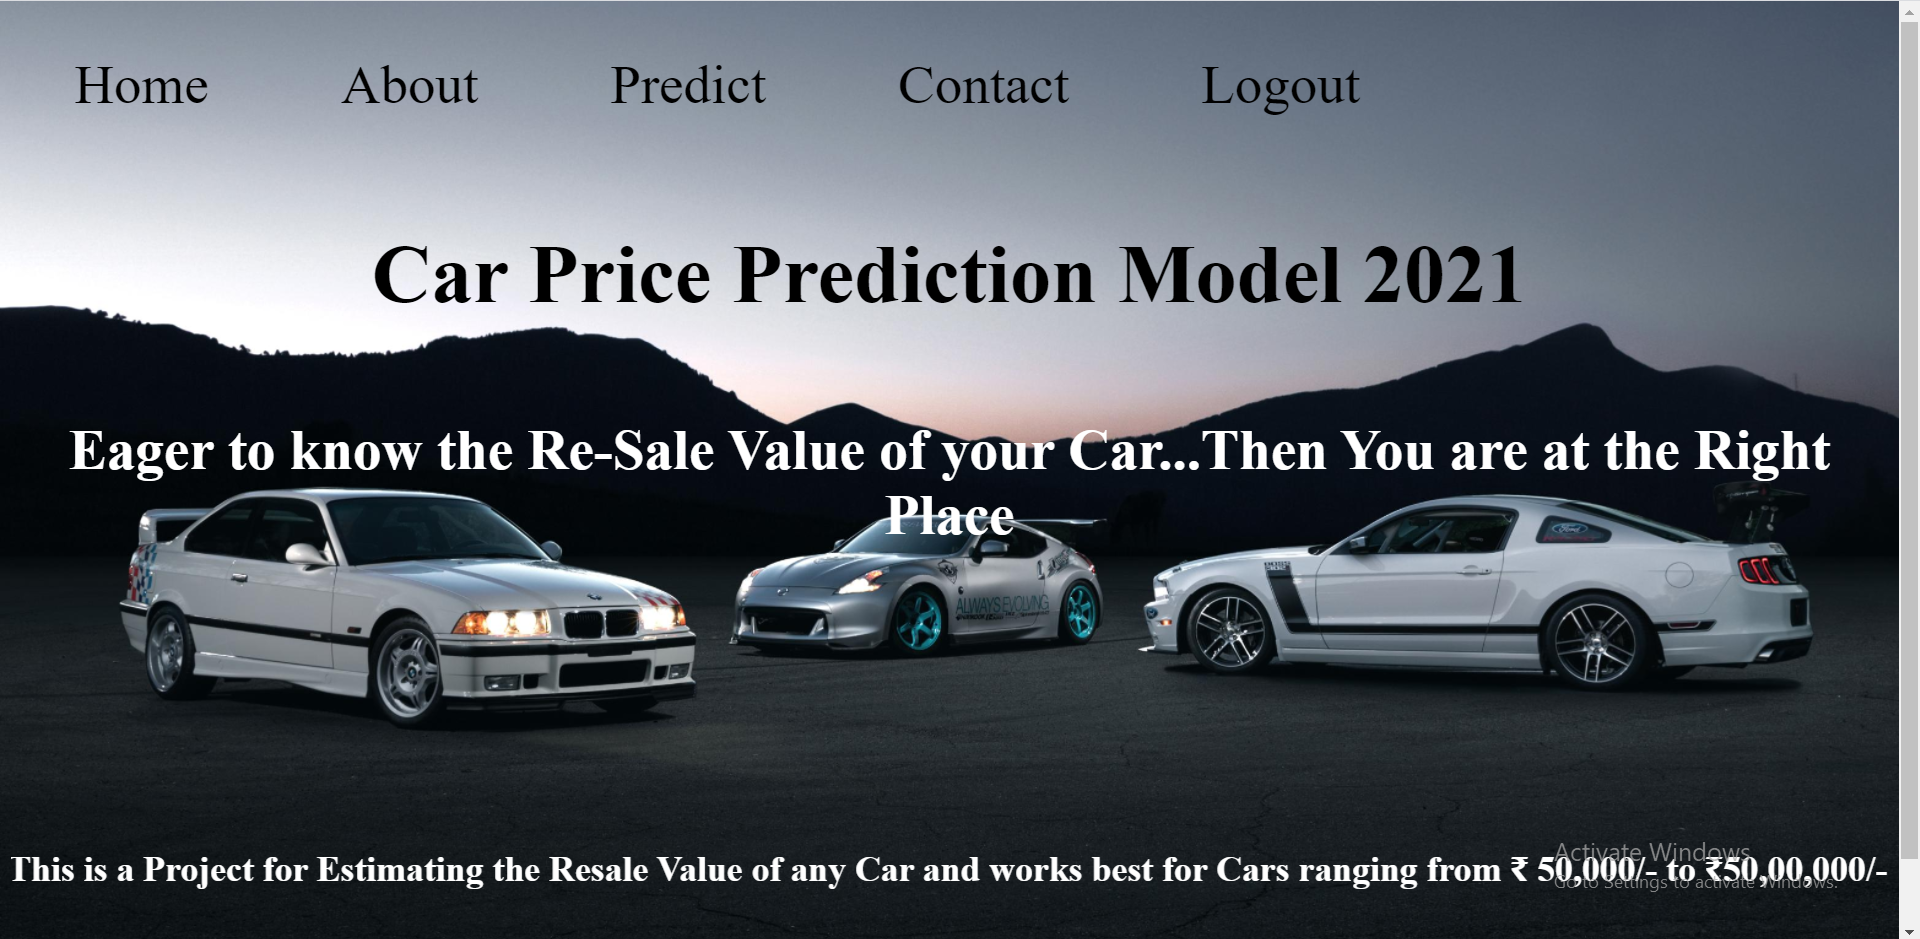 Home About Predict Contact Logout
Car Price Prediction Model 2021
Eager to know the Re-Sale Value of your Car...Then You are at the Right
Place
Ford
ALWAYS EVOLVING
This is a Project for Estimating the Resale Value of any Car and works best for Cars ranging from ₹ 50,000/- to ₹50,00,000/-
Activate Windows
Go to Settings to activate Windows.